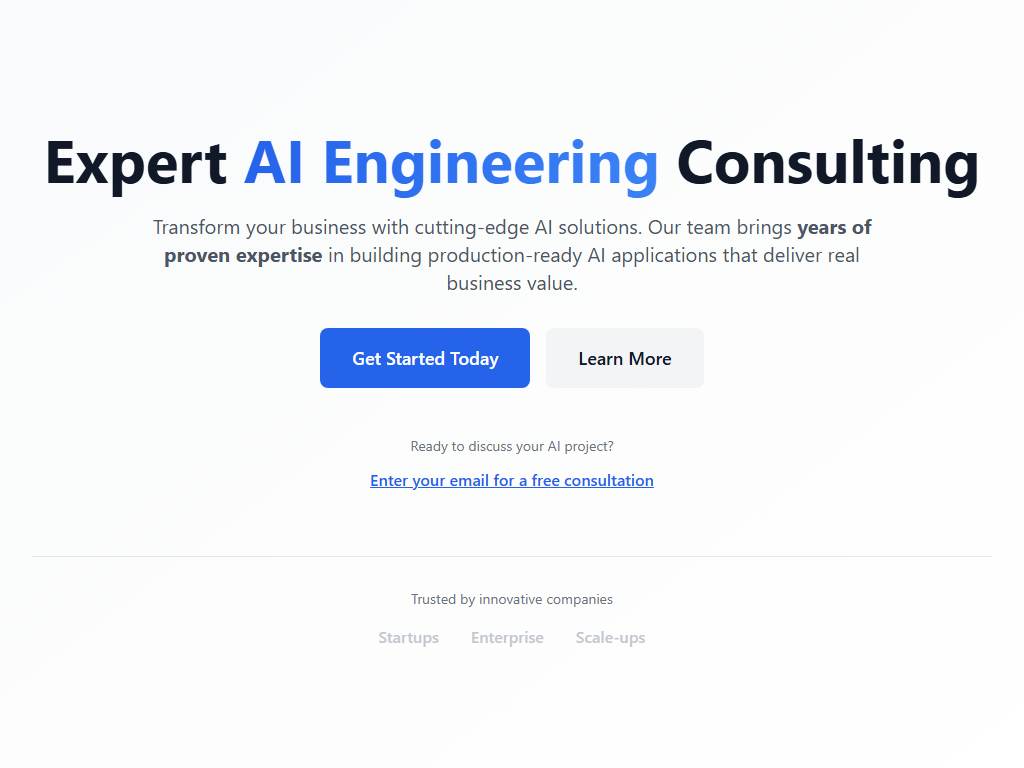 Expert AI Engineering Consulting
Transform your business with cutting-edge AI solutions. Our team brings years of
proven expertise in building production-ready AI applications that deliver real
business value.
Get Started Today
Learn More
Ready to discuss your AI project?
Enter your email for a free consultation
Trusted by innovative companies
Startups Enterprise Scale-ups